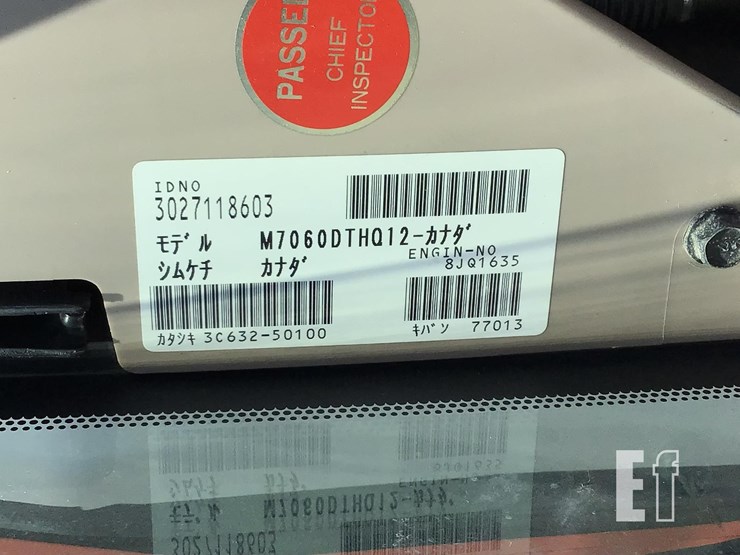 PASSED
CHIEF
INSPECTOR
IDNO
3027118603
モデル M7060DTHQ12-カナダ
シムケチ カナダ
ENGIN-NO
8JQ1635
カタシキ 3C632-50100
キバン 77013
Ef